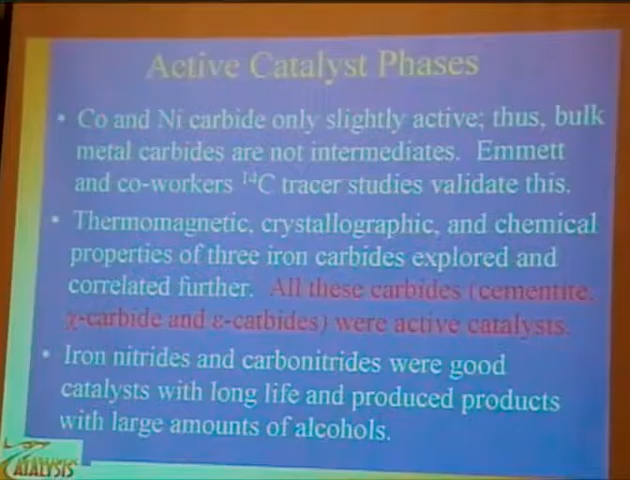 Active Catalyst Phases
• Co and Ni carbide only slightly active; thus, bulk
metal carbides are not intermediates. Emmett
and co-workers ¹⁴C tracer studies validate this.
• Thermomagnetic, crystallographic, and chemical
properties of three iron carbides explored and
correlated further. All these carbides (cementite,
χ-carbide and ε-catbides) were active catalysts.
• Iron nitrides and carbonitrides were good
catalysts with long life and produced products
with large amounts of alcohols.
CATALYSIS